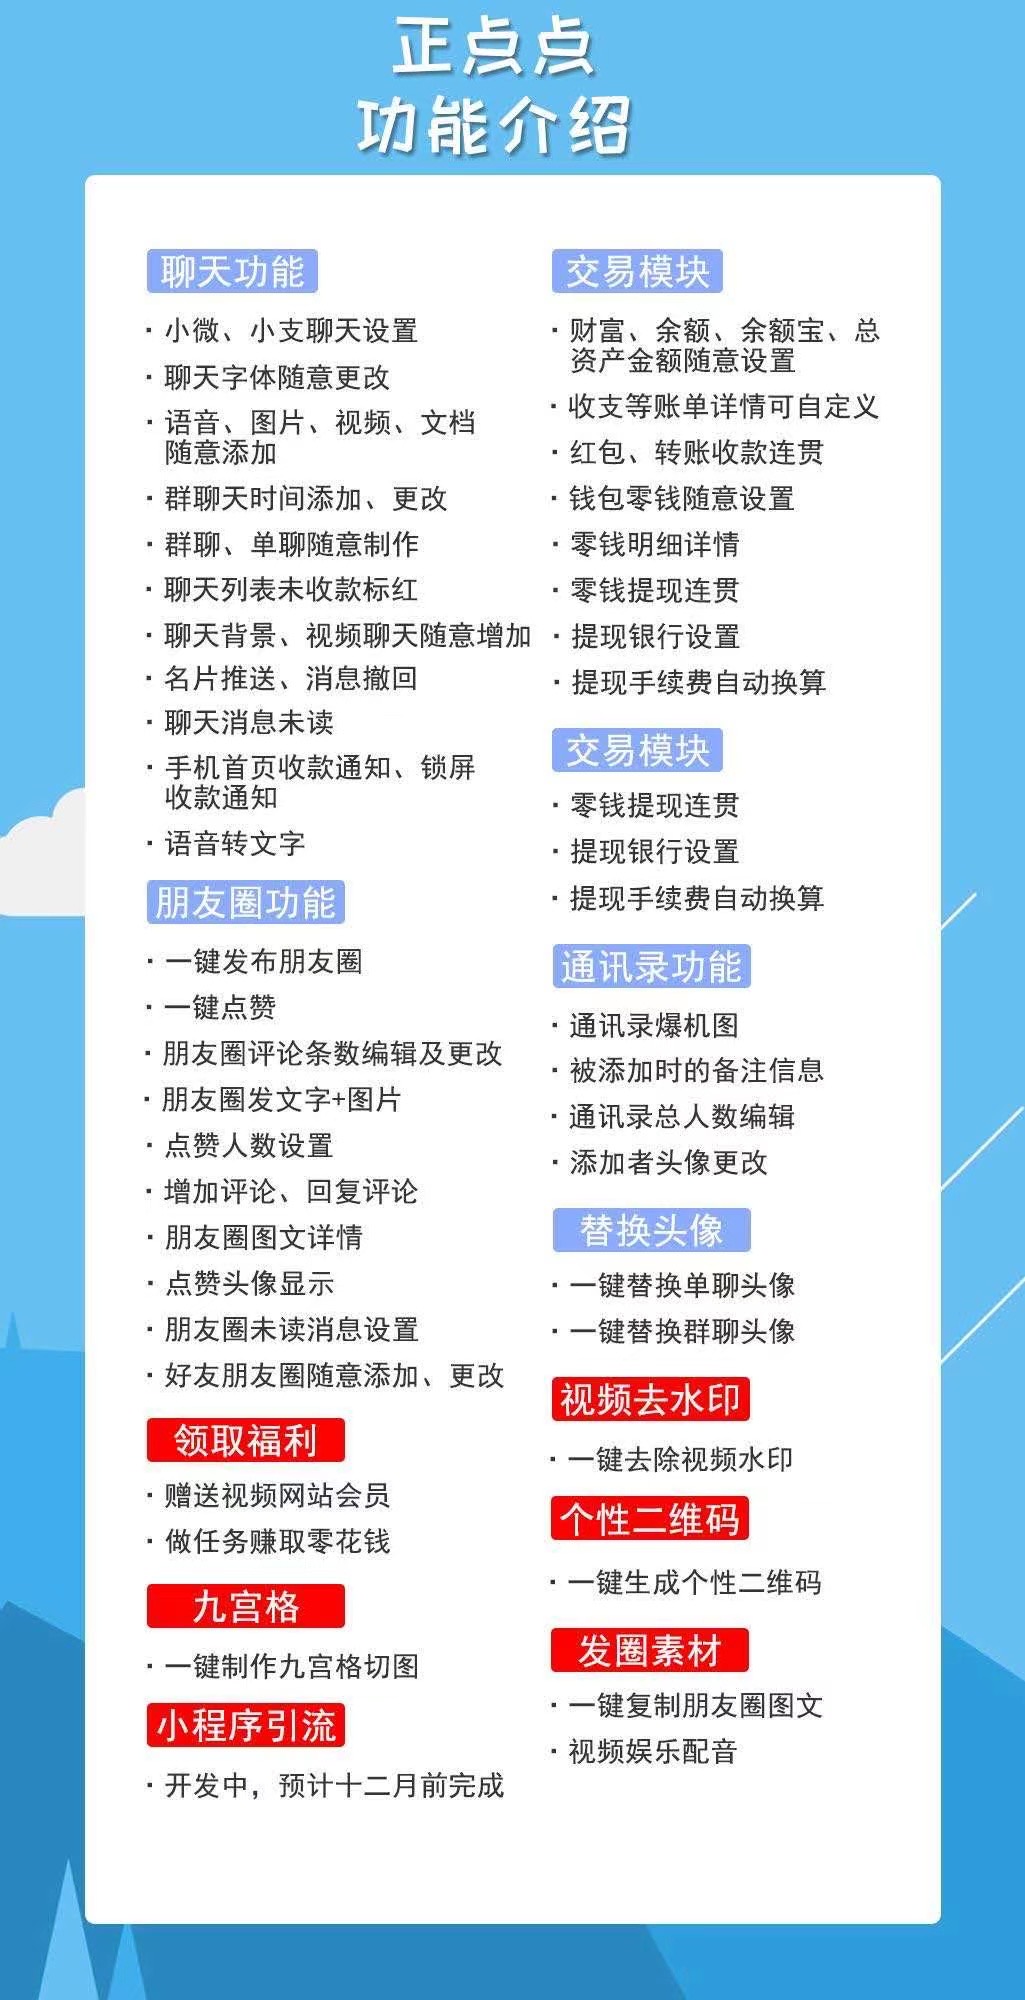 正点点
功能介绍
聊天功能
· 小微、小支聊天设置
· 聊天字体随意更改
· 语音、图片、视频、文档
随意添加
· 群聊天时间添加、更改
· 群聊、单聊随意制作
· 聊天列表未收款标红
· 聊天背景、视频聊天随意增加
· 名片推送、消息撤回
· 聊天消息未读
· 手机首页收款通知、锁屏
收款通知
· 语音转文字
朋友圈功能
· 一键发布朋友圈
· 一键点赞
· 朋友圈评论条数编辑及更改
· 朋友圈发文字+图片
· 点赞人数设置
· 增加评论、回复评论
· 朋友圈图文详情
· 点赞头像显示
· 朋友圈未读消息设置
· 好友朋友圈随意添加、更改
领取福利
· 赠送视频网站会员
· 做任务赚取零花钱
九宫格
· 一键制作九宫格切图
小程序引流
· 开发中，预计十二月前完成
交易模块
· 财富、余额、余额宝、总
资产金额随意设置
· 收支等账单详情可自定义
· 红包、转账收款连贯
· 钱包零钱随意设置
· 零钱明细详情
· 零钱提现连贯
· 提现银行设置
· 提现手续费自动换算
交易模块
· 零钱提现连贯
· 提现银行设置
· 提现手续费自动换算
通讯录功能
· 通讯录爆机图
· 被添加时的备注信息
· 通讯录总人数编辑
· 添加者头像更改
替换头像
· 一键替换单聊头像
· 一键替换群聊头像
视频去水印
· 一键去除视频水印
个性二维码
· 一键生成个性二维码
发圈素材
· 一键复制朋友圈图文
· 视频娱乐配音